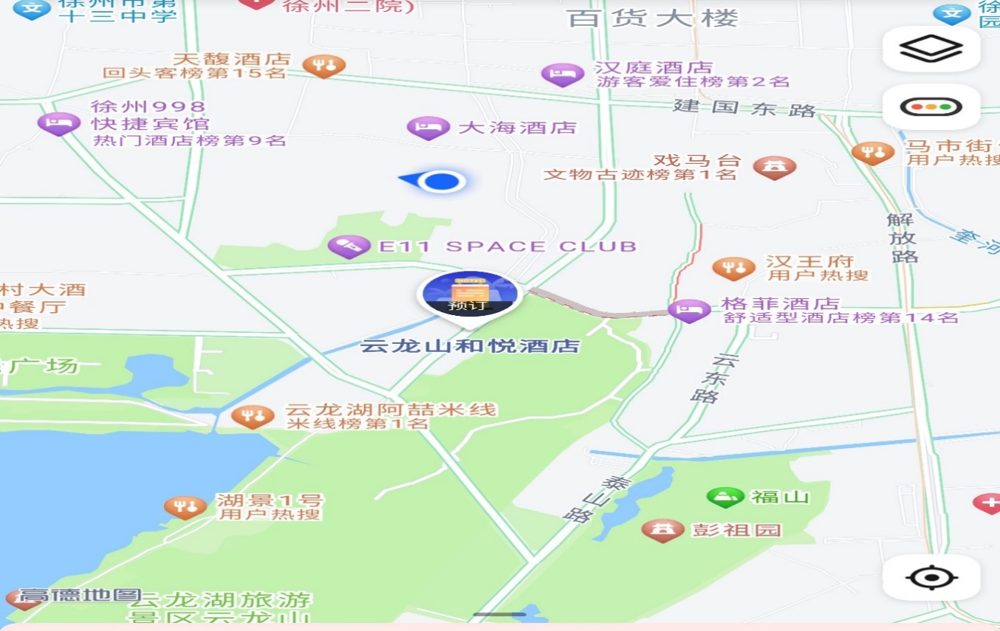 徐州市第
十三中学
徐州二院)
百货大楼
天馥酒店
回头客榜第15名
汉庭酒店
游客爱住榜第2名
建国东路
徐州998
快捷宾馆
热门酒店榜第9名
大海酒店
马市街
用户热搜
戏马台
文物古迹榜第1名
解放路
奎河
E11 SPACE CLUB
汉王府
用户热搜
预订
村大酒
中餐厅
热搜
格菲酒店
舒适型酒店榜第14名
云龙山和悦酒店
广场
云东路
云龙湖阿喆米线
米线榜第1名
泰山路
福山
湖景1号
用户热搜
彭祖园
高德地图
云龙湖旅游
景区云龙山